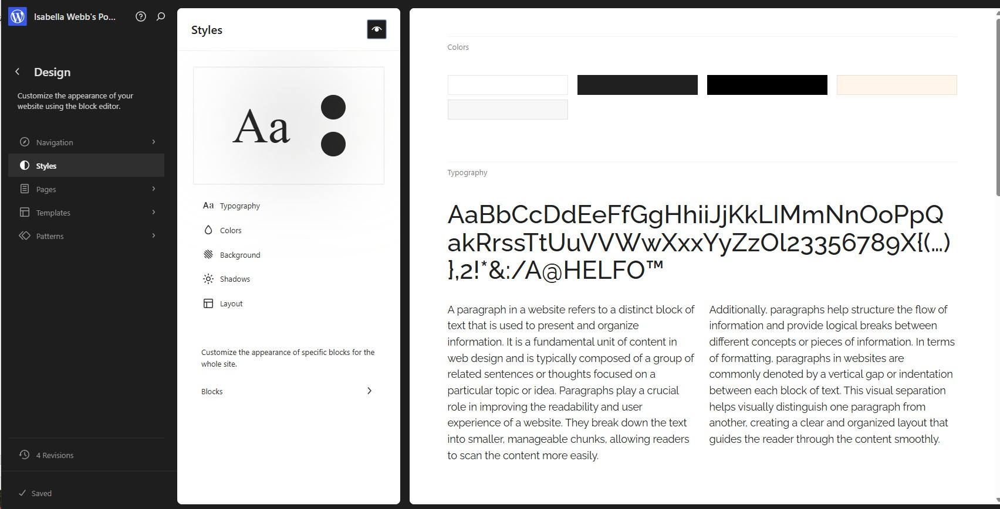 Isabella Webb's Po...
Design
Customize the appearance of your
website using the block editor.
Navigation
Styles
Pages
Templates
Patterns
4 Revisions
Saved
Styles
Aa
Aa Typography
Colors
Background
Shadows
Layout
Customize the appearance of specific blocks for the
whole site.
Blocks
Colors
Typography
AaBbCcDdEeFfGgHhiiJjKkLIMmNnOoPpQ
akRrssTtUuVVWwXxxYyZzOl23356789X{(...)
},2!*&:/A@HELFO™
A paragraph in a website refers to a distinct block of
text that is used to present and organize
information. It is a fundamental unit of content in
web design and is typically composed of a group of
related sentences or thoughts focused on a
particular topic or idea. Paragraphs play a crucial
role in improving the readability and user
experience of a website. They break down the text
into smaller, manageable chunks, allowing readers
to scan the content more easily.
Additionally, paragraphs help structure the flow of
information and provide logical breaks between
different concepts or pieces of information. In terms
of formatting, paragraphs in websites are
commonly denoted by a vertical gap or indentation
between each block of text. This visual separation
helps visually distinguish one paragraph from
another, creating a clear and organized layout that
guides the reader through the content smoothly.